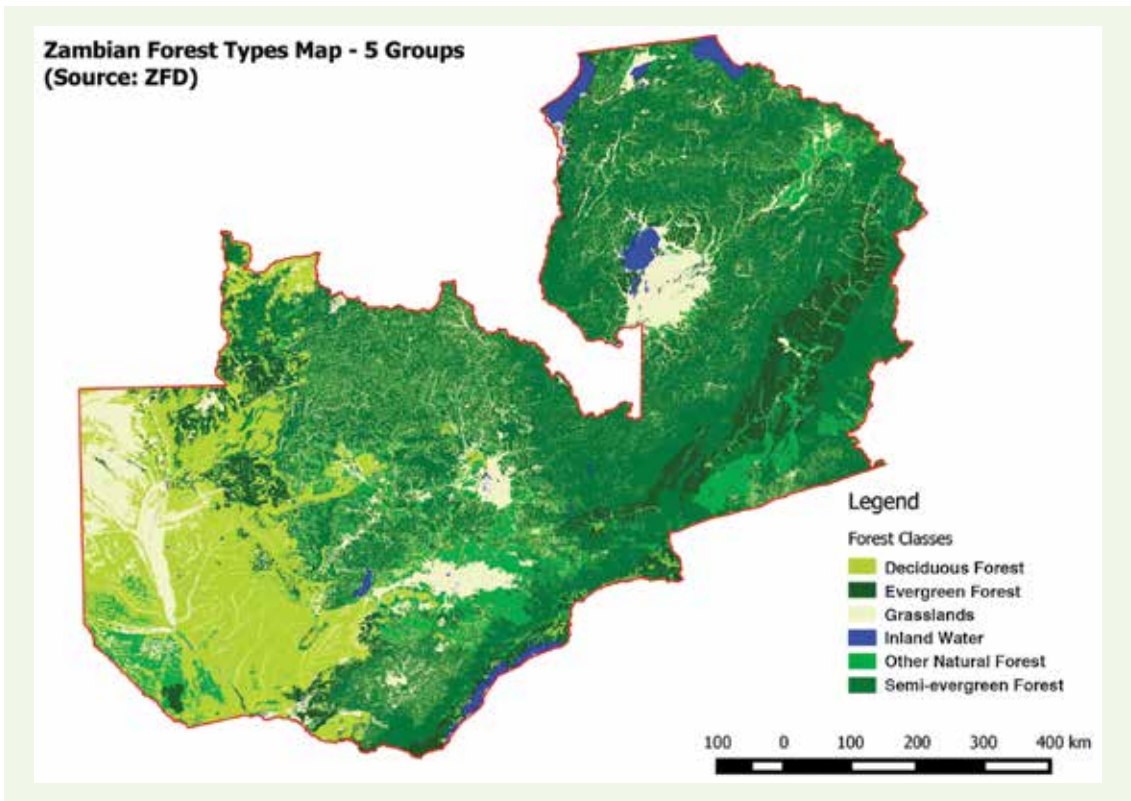 Zambian Forest Types Map - 5 Groups
(Source: ZFD)
Legend
Forest Classes
Deciduous Forest
Evergreen Forest
Grasslands
Inland Water
Other Natural Forest
Semi-evergreen Forest
100 0 100 200 300 400 km